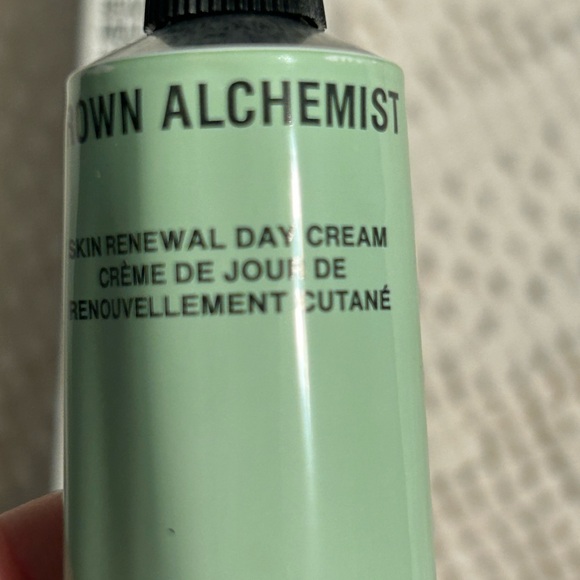 OWN ALCHEMIST
SKIN RENEWAL DAY CREAM
CRÈME DE JOUR DE
RENOUVELLEMENT CUTANÉ